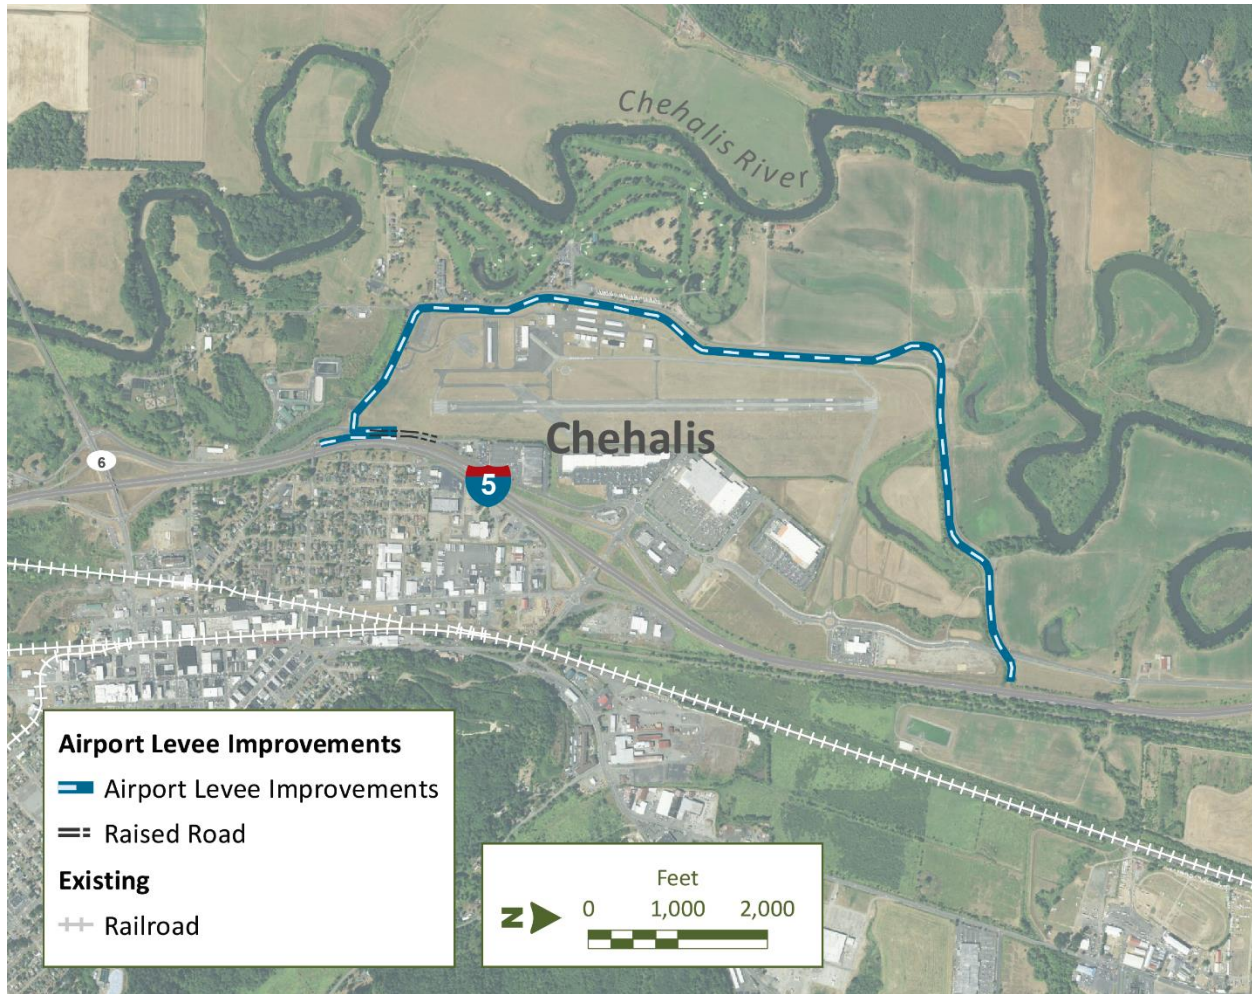 Chehalis River
Chehalis
6
5
Airport Levee Improvements
Airport Levee Improvements
Raised Road
Existing
Railroad
Feet
0 1,000 2,000
N